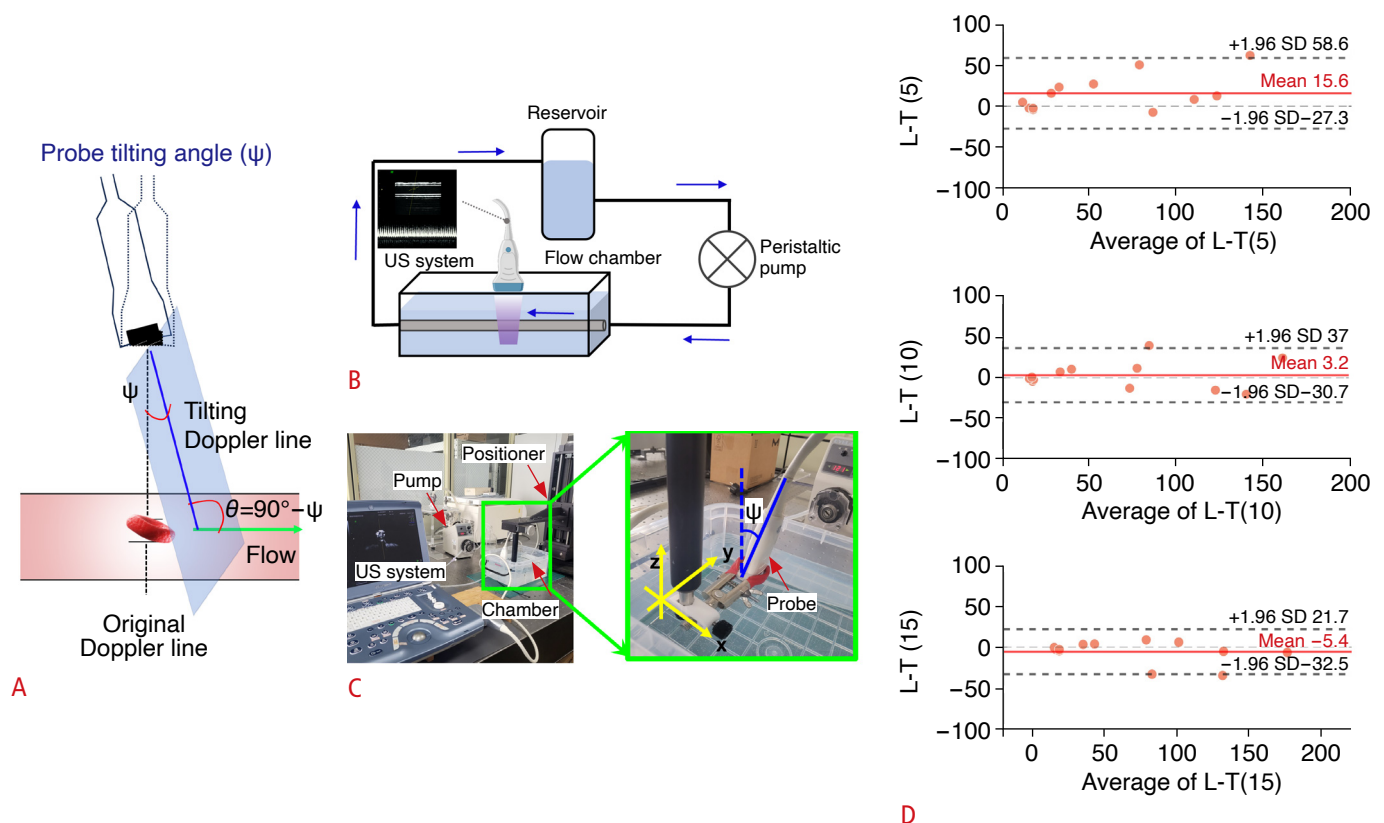 Probe tilting angle (ψ)
ψ
Tilting
Doppler line
θ=90°−ψ
Flow
Original
Doppler line
A
Reservoir
US system
Flow chamber
Peristaltic
pump
B
Positioner
Pump
US system
Chamber
ψ
z
y
x
Probe
C
100
50
0
−50
−100
L-T (5)
+1.96 SD 58.6
Mean 15.6
−1.96 SD−27.3
0
50
100
150
200
Average of L-T(5)
100
50
0
−50
−100
L-T (10)
+1.96 SD 37
Mean 3.2
−1.96 SD−30.7
0
50
100
150
200
Average of L-T(10)
100
50
0
−50
−100
L-T (15)
+1.96 SD 21.7
Mean −5.4
−1.96 SD−32.5
0
50
100
150
200
Average of L-T(15)
D